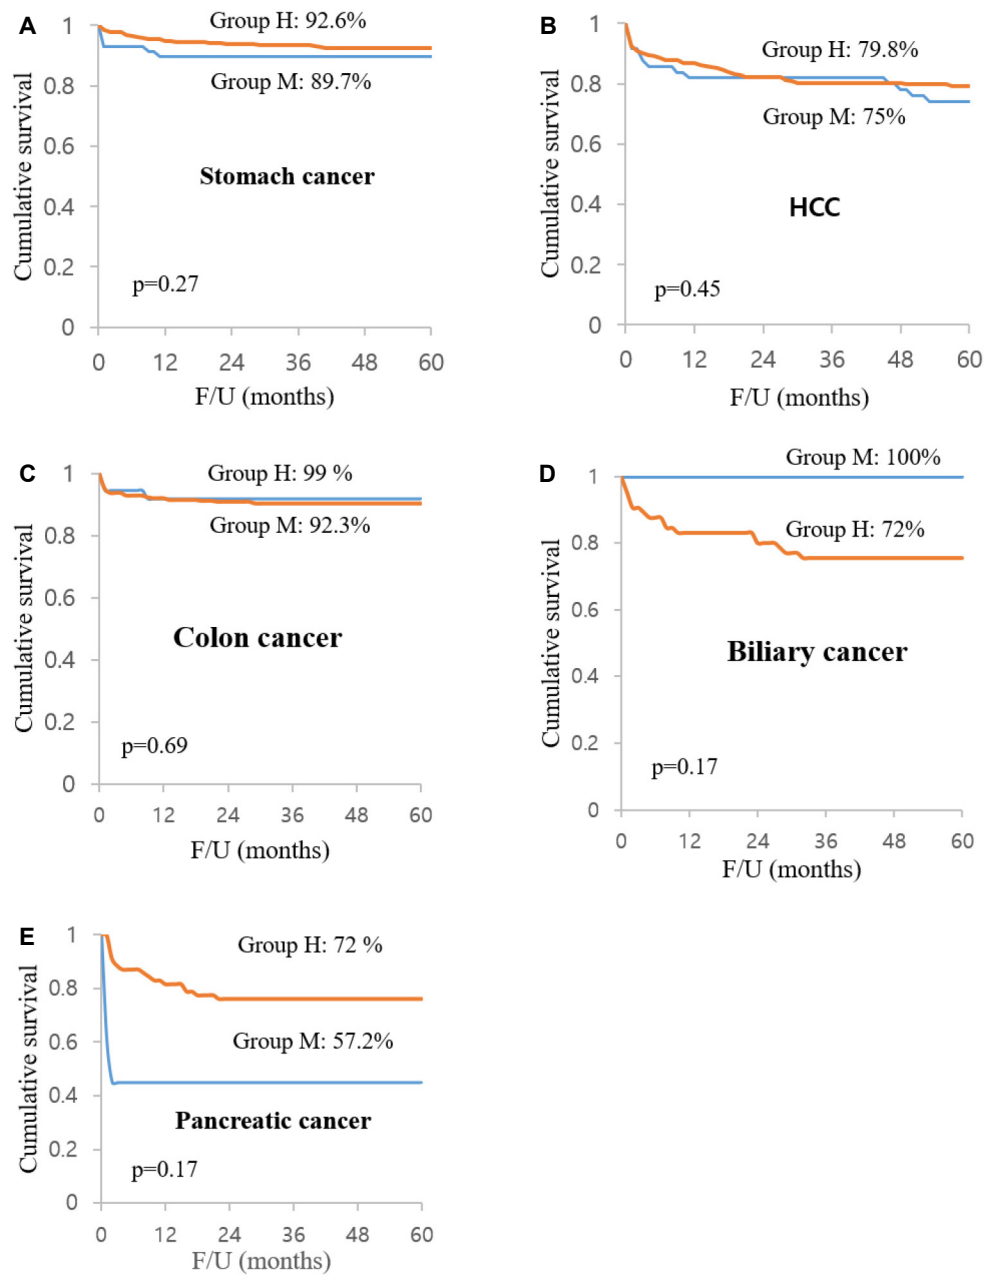 A
Cumulative survival
1
0.8
0.6
0.4
0.2
0
Group H: 92.6%
Group M: 89.7%
Stomach cancer
p=0.27
0 12 24 36 48 60
F/U (months)
B
Cumulative survival
1
0.8
0.6
0.4
0.2
0
Group H: 79.8%
Group M: 75%
HCC
p=0.45
0 12 24 36 48 60
F/U (months)
C
Cumulative survival
1
0.8
0.6
0.4
0.2
0
Group H: 99 %
Group M: 92.3%
Colon cancer
p=0.69
0 12 24 36 48 60
F/U (months)
D
Cumulative survival
1
0.8
0.6
0.4
0.2
0
Group M: 100%
Group H: 72%
Biliary cancer
p=0.17
0 12 24 36 48 60
F/U (months)
E
Cumulative survival
1
0.8
0.6
0.4
0.2
0
Group H: 72 %
Group M: 57.2%
Pancreatic cancer
p=0.17
0 12 24 36 48 60
F/U (months)